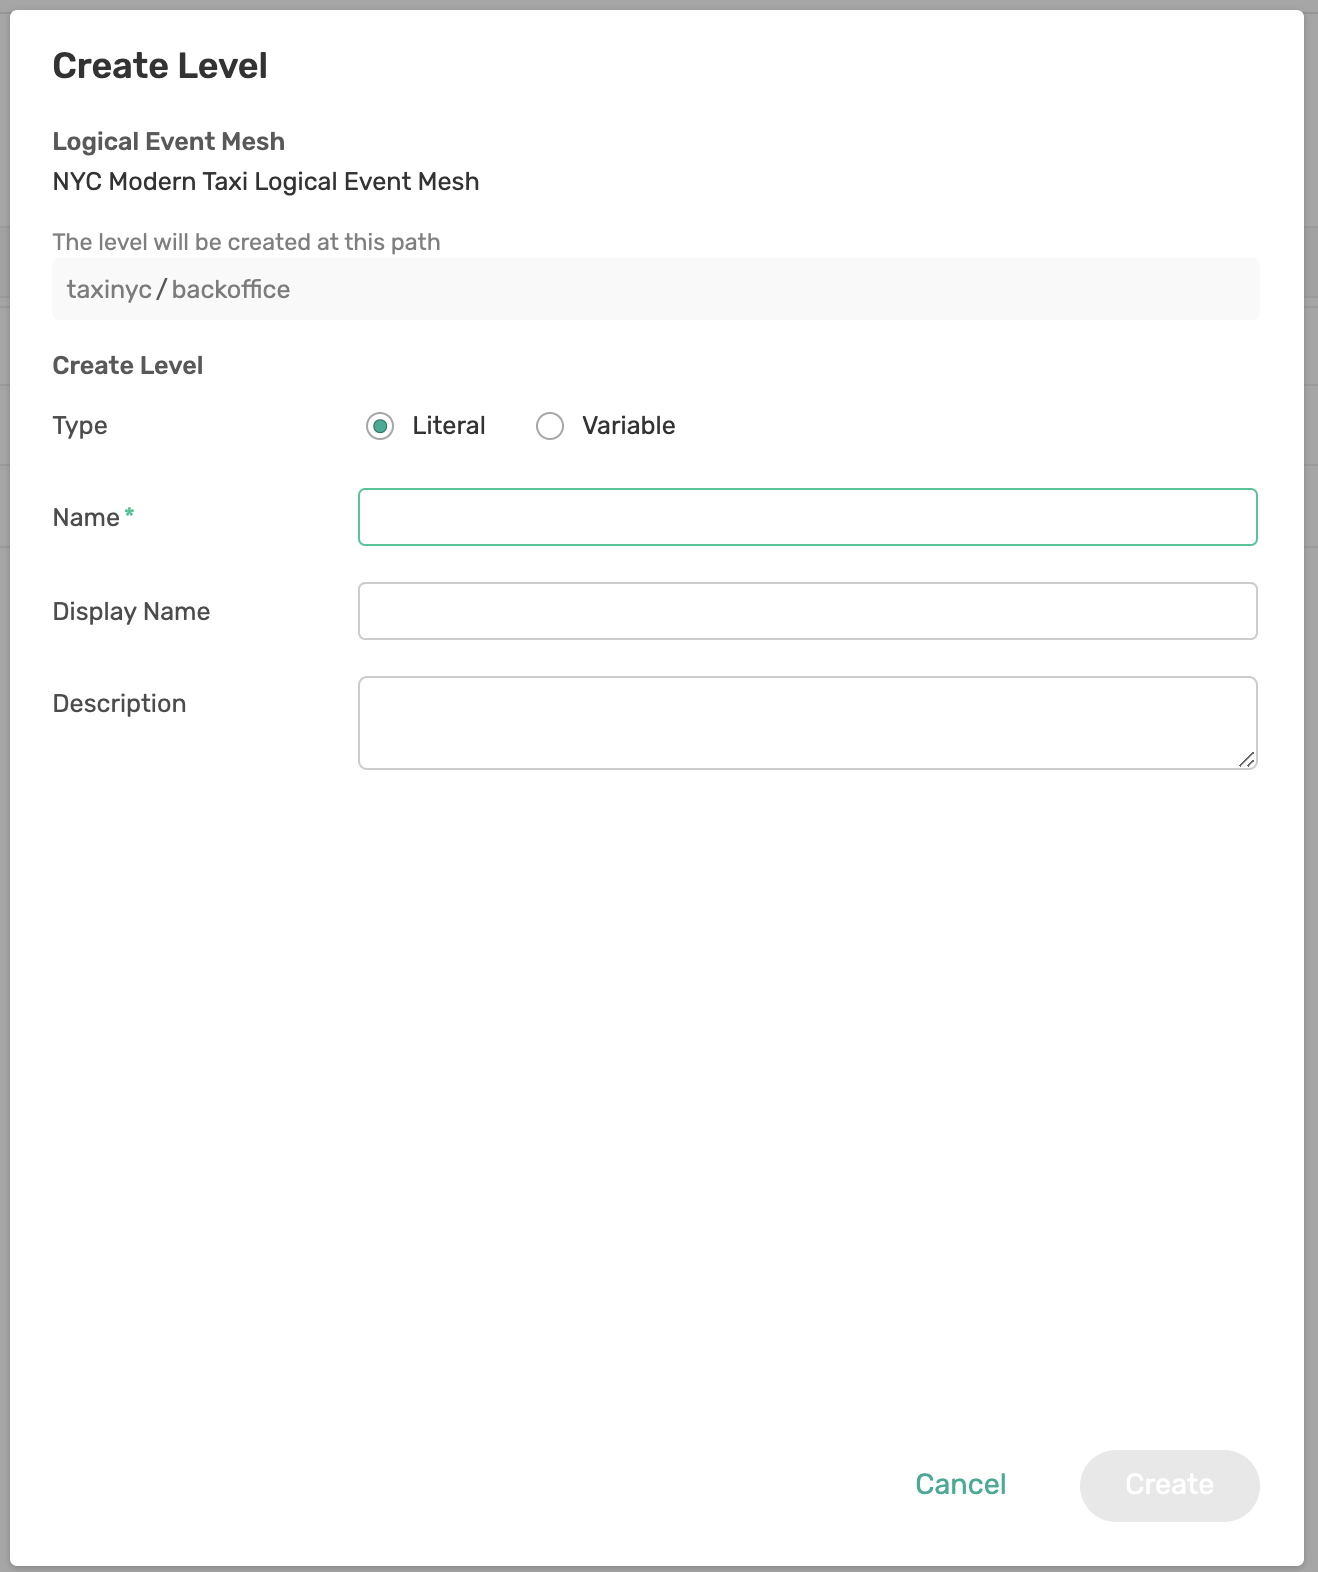 Create Level
Logical Event Mesh
NYC Modern Taxi Logical Event Mesh
The level will be created at this path
taxinyc / backoffice
Create Level
Type Literal Variable
Name *
Display Name
Description
Cancel Create